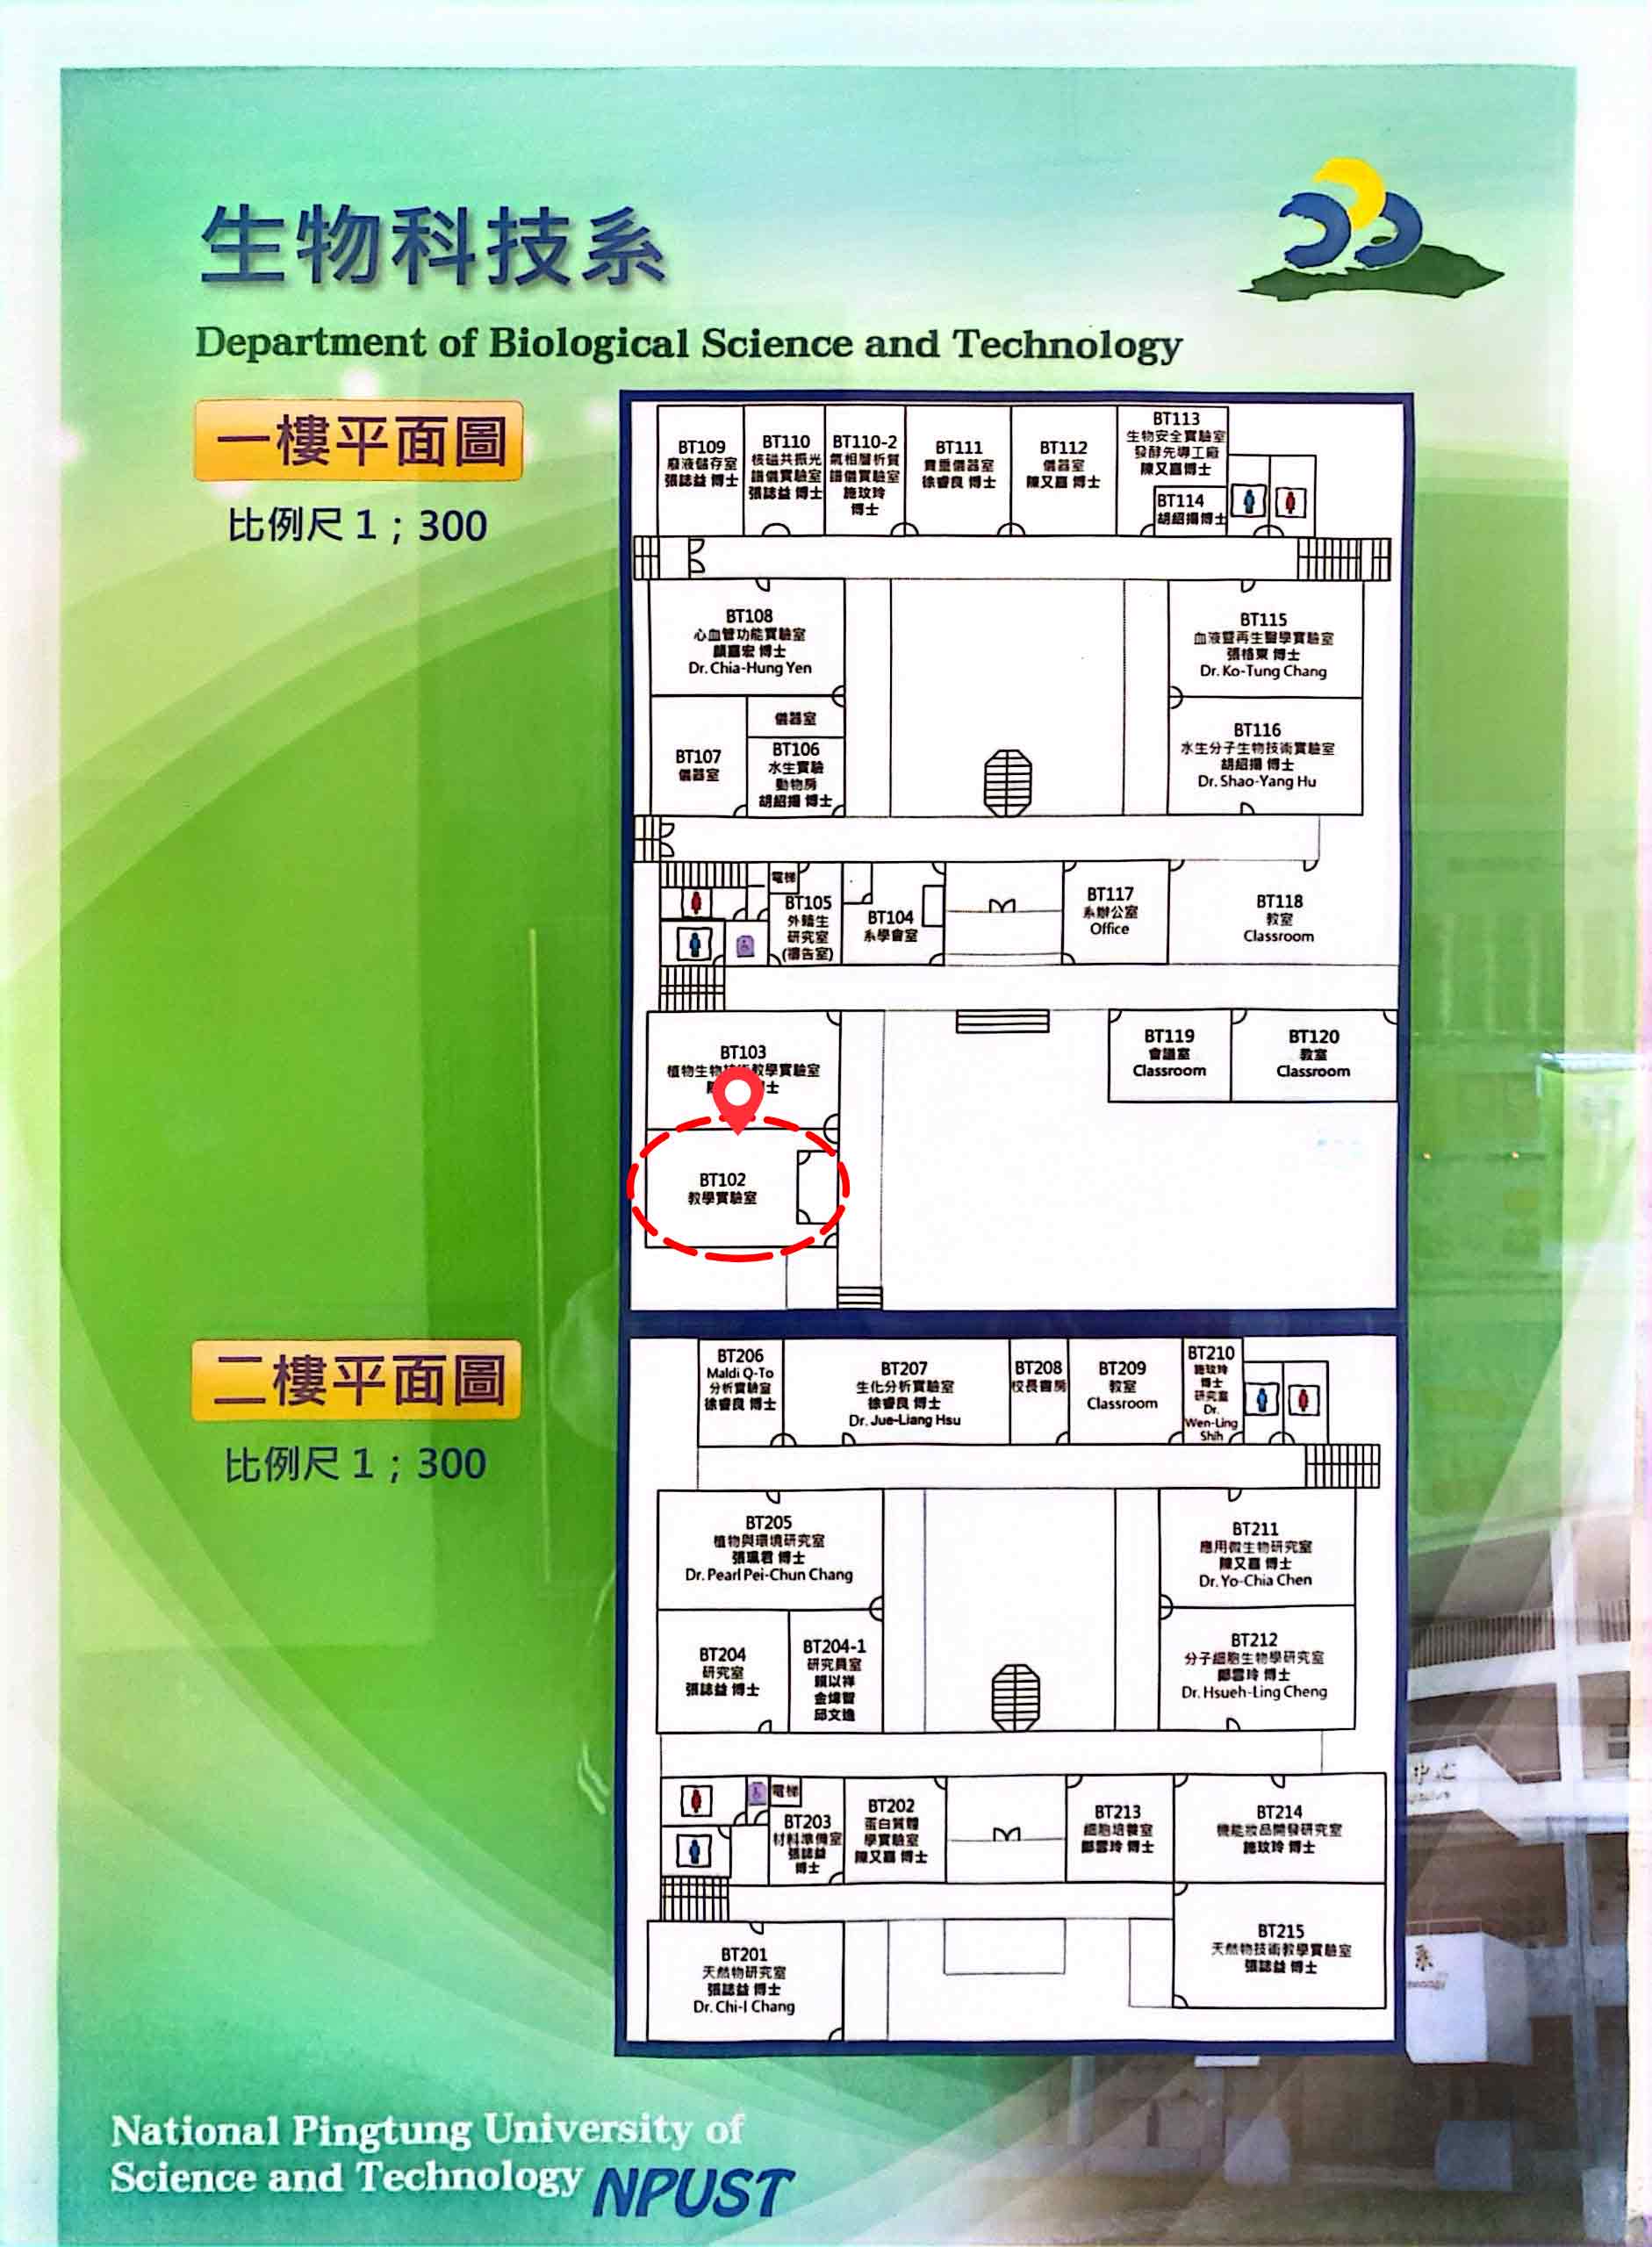 生物科技系
Department of Biological Science and Technology
一樓平面圖
比例尺 1 ; 300
BT109
廢液儲存室
張誌益 博士
BT110
核磁共振光
譜儀實驗室
張誌益 博士
BT110-2
氣相層析質
譜儀實驗室
施玟玲
博士
BT111
貴重儀器室
徐睿良 博士
BT112
儀器室
陳又嘉 博士
BT113
生物安全實驗室
發酵先導工廠
陳又嘉博士
BT114
胡紹揚博士
BT108
心血管功能實驗室
顏嘉宏 博士
Dr. Chia-Hung Yen
BT115
血液暨再生醫學實驗室
張格東 博士
Dr. Ko-Tung Chang
BT107
儀器室
儀器室
BT106
水生實驗
動物房
胡紹揚 博士
BT116
水生分子生物技術實驗室
胡紹揚 博士
Dr. Shao-Yang Hu
電梯
BT105
外籍生
研究室
(禱告室)
BT104
系學會室
BT117
系辦公室
Office
BT118
教室
Classroom
BT103
植物生物 教學實驗室
士
BT119
會議室
Classroom
BT120
教室
Classroom
BT102
教學實驗室
二樓平面圖
比例尺 1 ; 300
BT206
Maldi Q-To
分析實驗室
徐睿良 博士
BT207
生化分析實驗室
徐睿良 博士
Dr. Jue-Liang Hsu
BT208
校長書房
BT209
教室
Classroom
BT210
施玟玲
博士
研究室
Dr.
Wen-Ling
Shih
BT205
植物與環境研究室
張珮君 博士
Dr. Pearl Pei-Chun Chang
BT211
應用微生物研究室
陳又嘉 博士
Dr. Yo-Chia Chen
BT204
研究室
張誌益 博士
BT204-1
研究員室
賴以祥
金煒智
邱文逸
BT212
分子細胞生物學研究室
鄭雪玲 博士
Dr. Hsueh-Ling Cheng
電梯
BT203
材料準備室
張誌益
博士
BT202
蛋白質體
學實驗室
陳又嘉 博士
BT213
細胞培養室
鄭雪玲 博士
BT214
機能妝品開發研究室
施玟玲 博士
BT201
天然物研究室
張誌益 博士
Dr. Chi-I Chang
BT215
天然物技術教學實驗室
張誌益 博士
中心
系
National Pingtung University of
Science and Technology NPUST